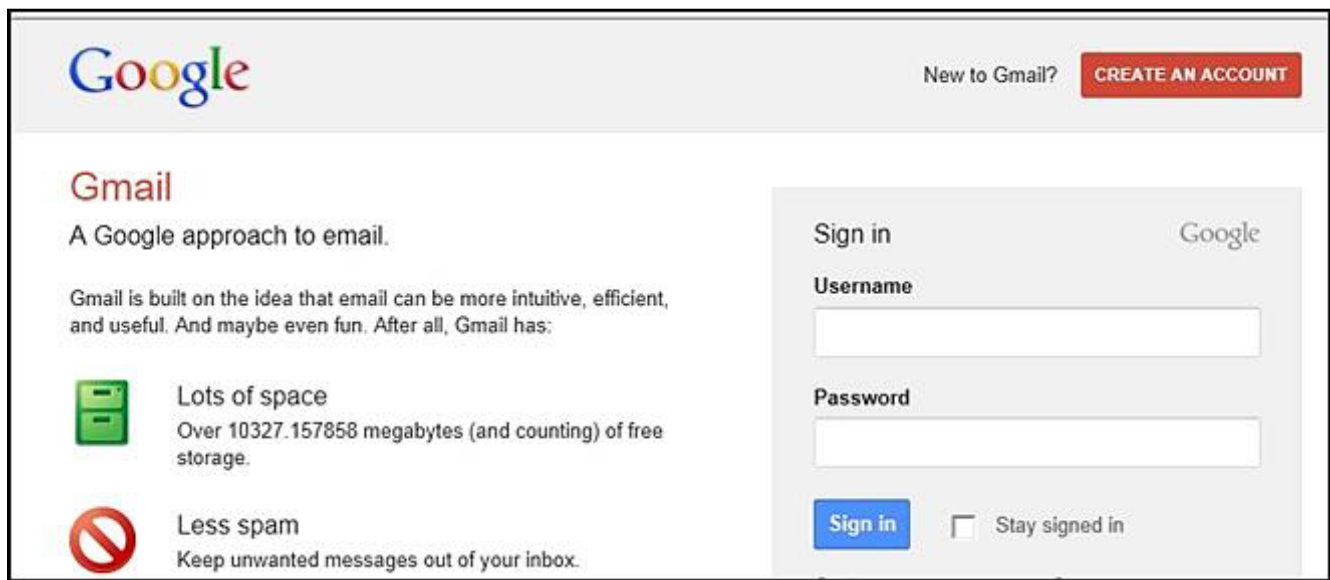 Google
New to Gmail? CREATE AN ACCOUNT
Gmail
A Google approach to email.
Gmail is built on the idea that email can be more intuitive, efficient,
and useful. And maybe even fun. After all, Gmail has:
Lots of space
Over 10327.157858 megabytes (and counting) of free
storage.
Less spam
Keep unwanted messages out of your inbox.
Sign in Google
Username
Password
Sign in Stay signed in